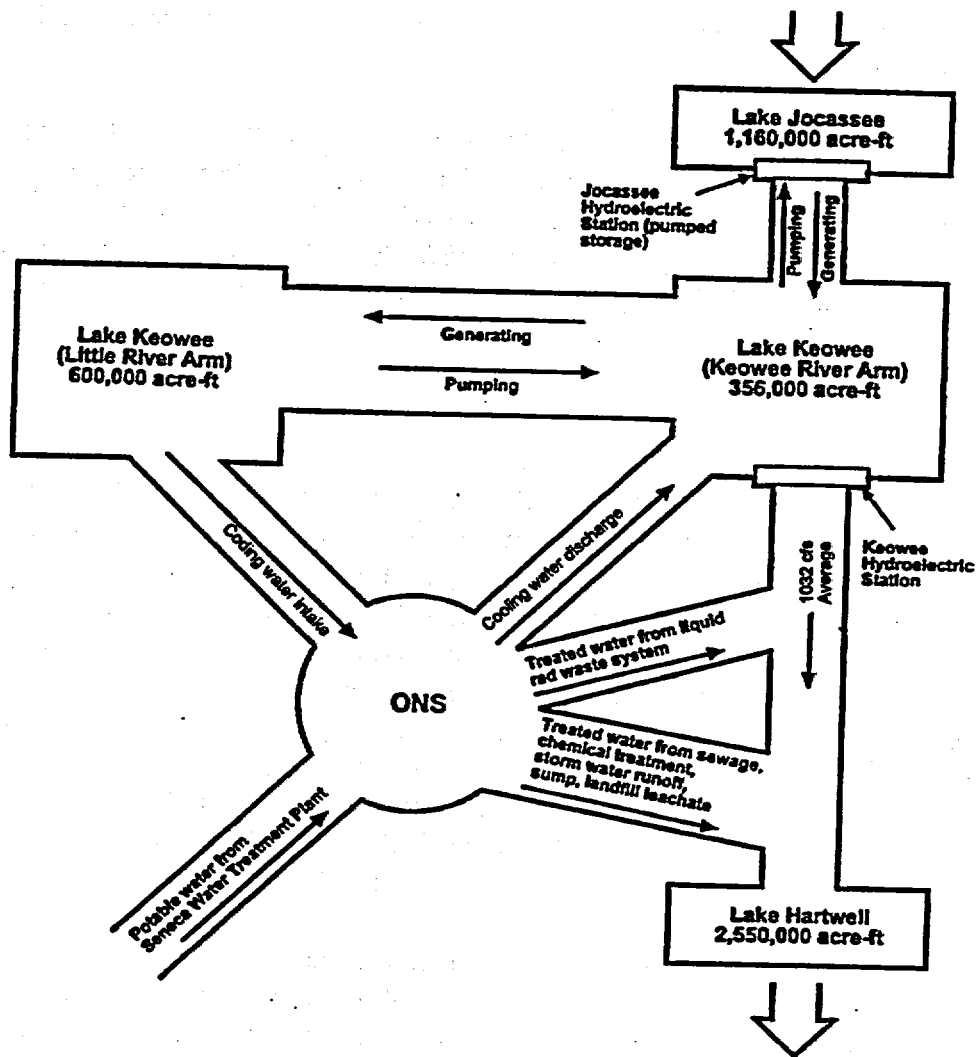 Lake Jocassee
1,160,000 acre-ft
Jocassee
Hydroelectric
Station (pumped
storage)
Pumping
Generating
Lake Keowee
(Little River Arm)
600,000 acre-ft
Generating
Pumping
Lake Keowee
(Keowee River Arm)
356,000 acre-ft
Cooling water intake
Cooling water discharge
1032 cfs
Average
Keowee
Hydroelectric
Station
Treated water from liquid
rad waste system
ONS
Treated water from sewage,
chemical treatment,
storm water runoff,
sump, landfill leachate
Potable water from
Seneca Water Treatment Plant
Lake Hartwell
2,550,000 acre-ft